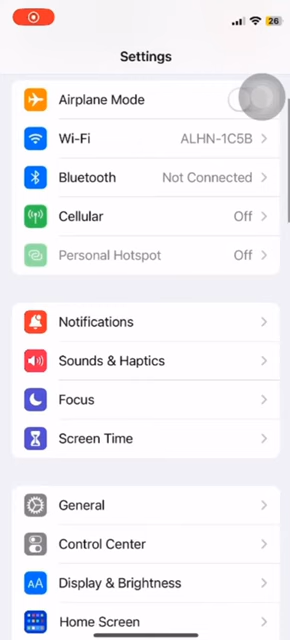 26
Settings
Airplane Mode
Wi-Fi ALHN-1C5B
Bluetooth Not Connected
Cellular Off
Personal Hotspot Off
Notifications
Sounds & Haptics
Focus
Screen Time
General
Control Center
AA Display & Brightness
Home Screen